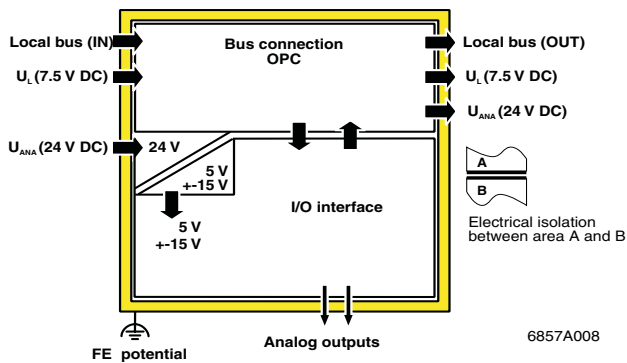 Local bus (IN)
Bus connection
OPC
Local bus (OUT)
UL (7.5 V DC)
UL (7.5 V DC)
UANA (24 V DC)
UANA (24 V DC)
24 V
5 V
+-15 V
5 V
+-15 V
I/O interface
A
B
Electrical isolation
between area A and B
Analog outputs
FE potential
6857A008